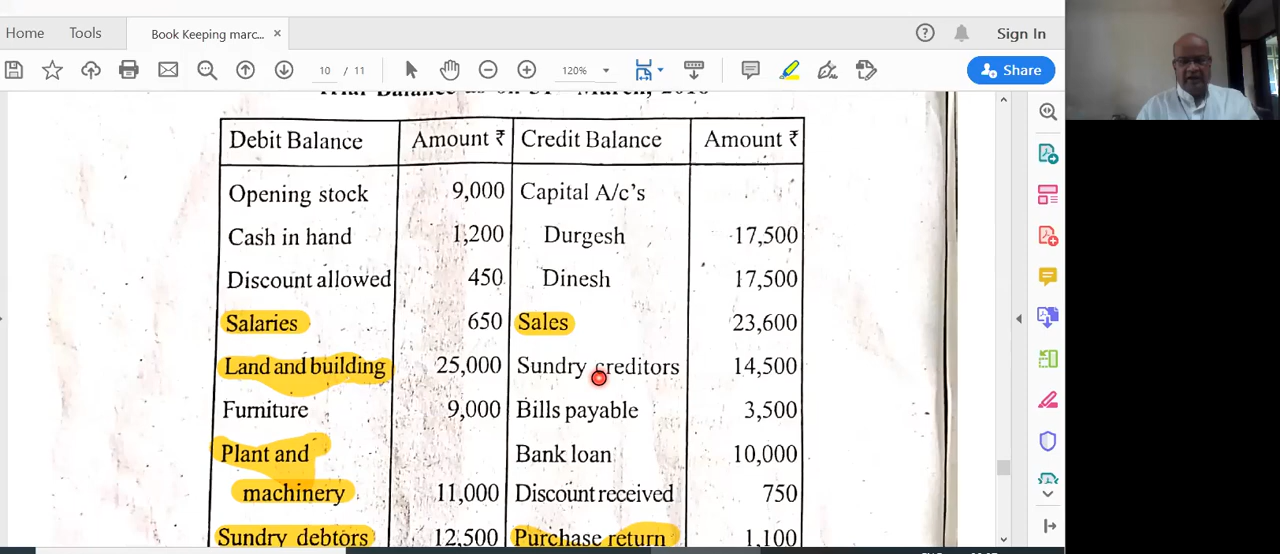 Home Tools Book Keeping marc... × Sign In
10 / 11 120% Share
Debit Balance Amount ₹ Credit Balance Amount ₹
Opening stock 9,000 Capital A/c's
Cash in hand 1,200 Durgesh 17,500
Discount allowed 450 Dinesh 17,500
Salaries 650 Sales 23,600
Land and building 25,000 Sundry creditors 14,500
Furniture 9,000 Bills payable 3,500
Plant and Bank loan 10,000
machinery 11,000 Discount received 750
Sundry debtors 12,500 Purchase return 1,100